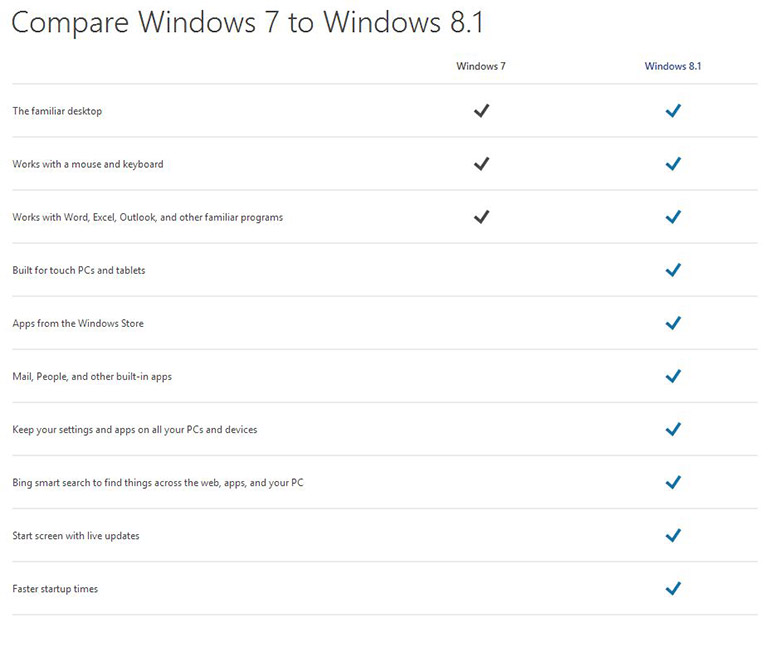 Compare Windows 7 to Windows 8.1
Windows 7 Windows 8.1
The familiar desktop
Works with a mouse and keyboard
Works with Word, Excel, Outlook, and other familiar programs
Built for touch PCs and tablets
Apps from the Windows Store
Mail, People, and other built-in apps
Keep your settings and apps on all your PCs and devices
Bing smart search to find things across the web, apps, and your PC
Start screen with live updates
Faster startup times